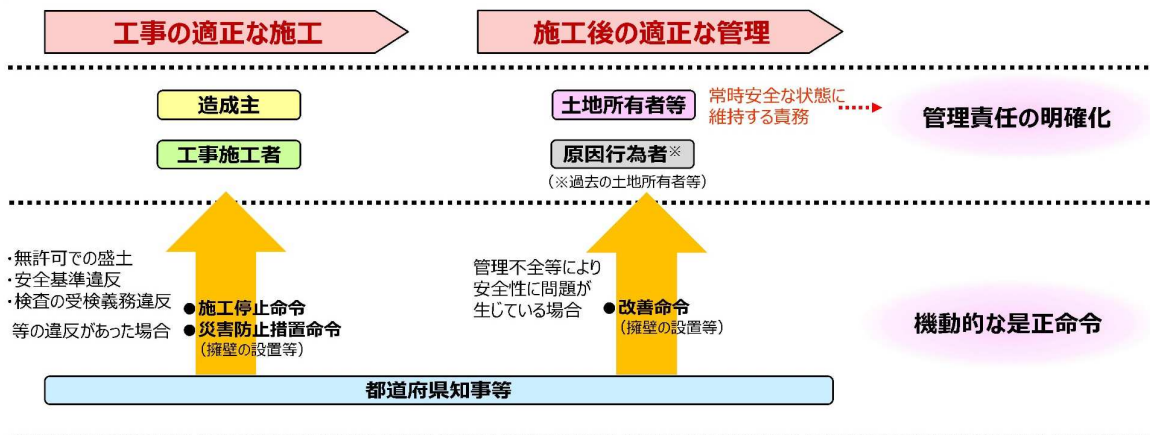 工事の適正な施工
施工後の適正な管理
造成主
工事施工者
土地所有者等
常時安全な状態に
維持する責務
原因行為者※
（※過去の土地所有者等）
管理責任の明確化
・無許可での盛土
・安全基準違反
・検査の受検義務違反
等の違反があった場合
●施工停止命令
●災害防止措置命令
（擁壁の設置等）
管理不全等により
安全性に問題が
生じている場合
●改善命令
（擁壁の設置等）
機動的な是正命令
都道府県知事等